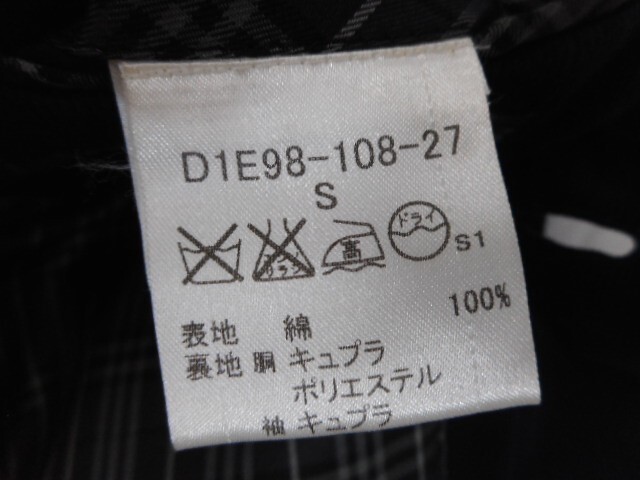 D1E98-108-27
S
高 ドライ
S1
100%
表地 綿
裏地 胴 キュプラ
ポリエステル
袖 キュプラ